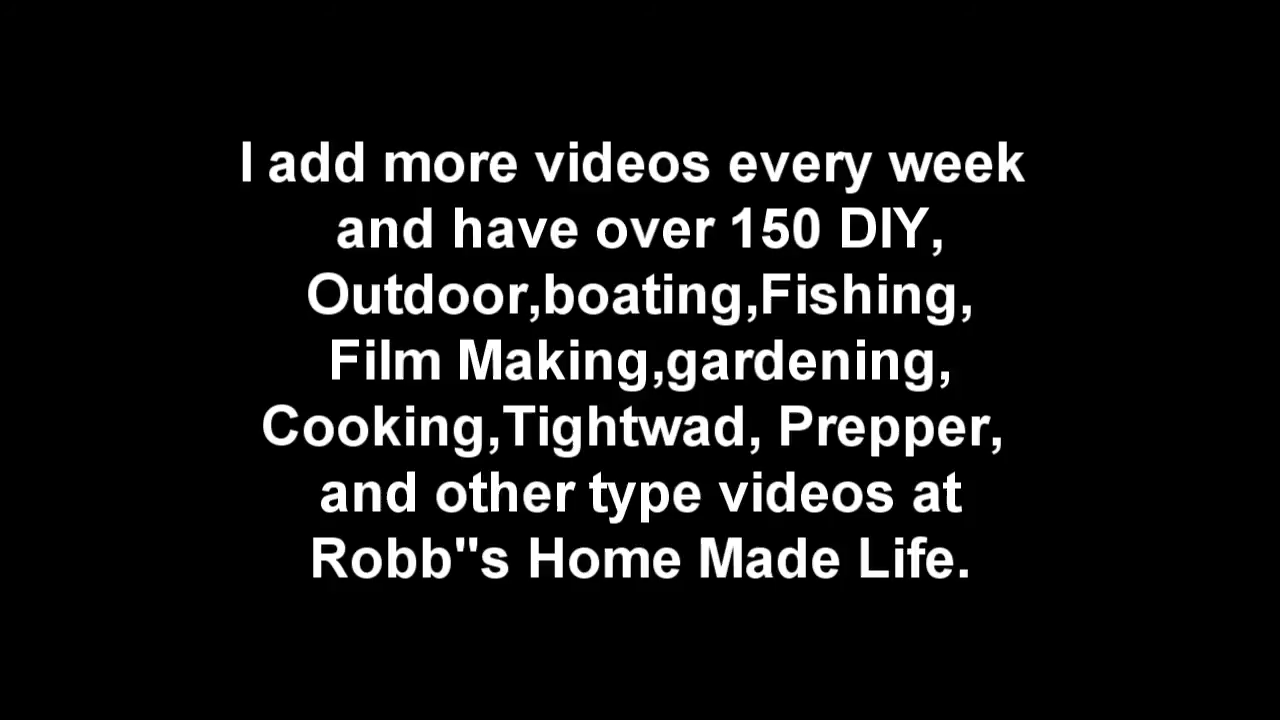 I add more videos every week
and have over 150 DIY,
Outdoor,boating,Fishing,
Film Making,gardening,
Cooking,Tightwad, Prepper,
and other type videos at
Robb"s Home Made Life.